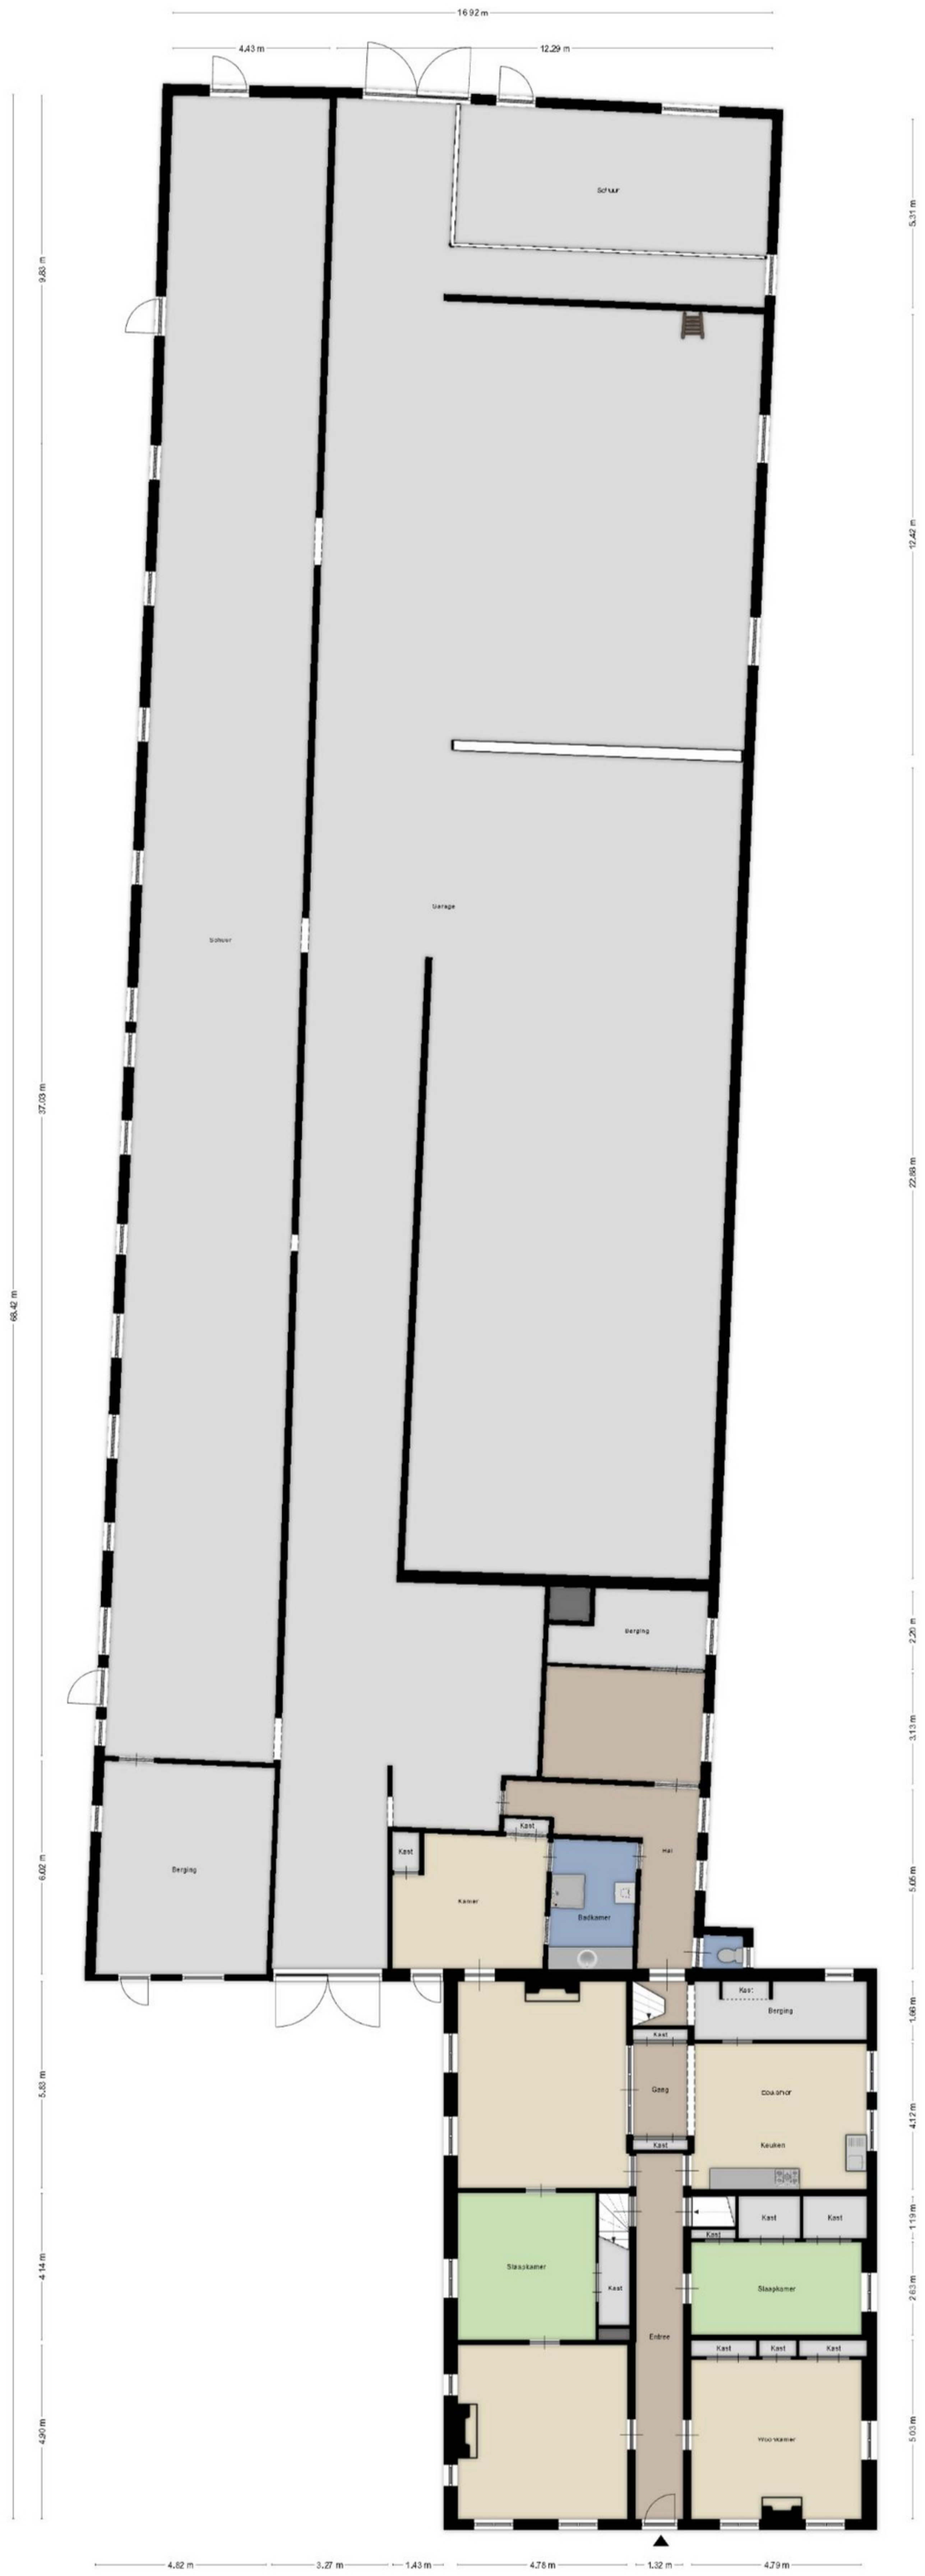 16.92 m
4.43 m
12.29 m
Schuur
5.31 m
9.83 m
12.42 m
Garage
Schuur
37.03 m
22.88 m
68.42 m
Berging
2.20 m
3.13 m
Kast
Kast
Hal
Berging
Kamer
Badkamer
6.02 m
5.05 m
Kast
Berging
1.66 m
Kast
Gang
Keuken
5.83 m
4.12 m
Kast
Kast
Kast
Kast
1.19 m
Slaapkamer
Kast
Slaapkamer
4.14 m
2.63 m
Entree
Kast
Kast
Kast
Woonkamer
4.90 m
5.03 m
4.82 m
3.27 m
1.43 m
4.78 m
1.32 m
4.79 m